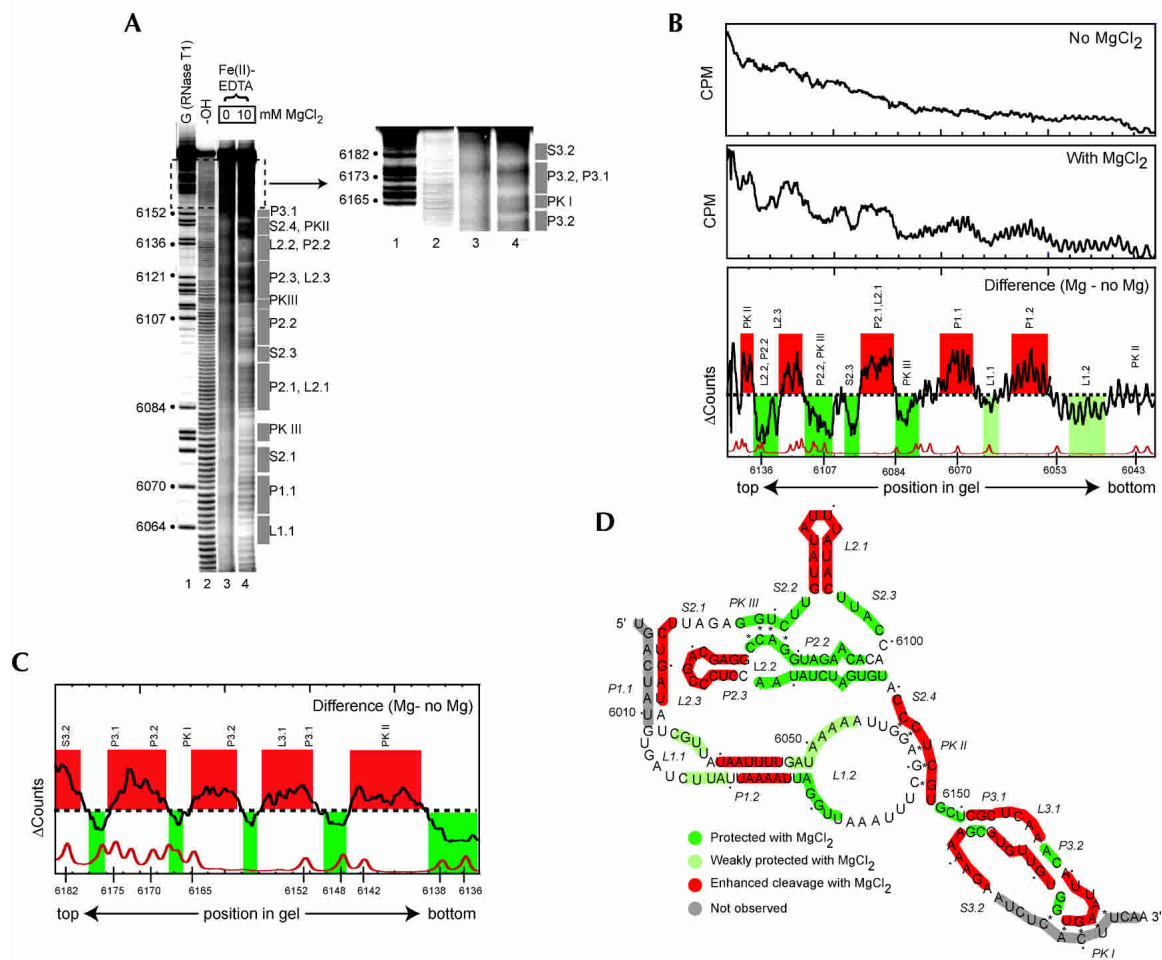 A
G (RNase T1)
-OH
Fe(II)-
EDTA
0 10
mM MgCl2
6152
6136
6121
6107
6084
6070
6064
P3.1
S2.4, PKII
L2.2, P2.2
P2.3, L2.3
PKIII
P2.2
S2.3
P2.1, L2.1
PK III
S2.1
P1.1
L1.1
1 2 3 4
6182
6173
6165
S3.2
P3.2, P3.1
PK I
P3.2
1 2 3 4
B
No MgCl2
CPM
With MgCl2
CPM
Difference (Mg - no Mg)
PK II
L2.2, P2.2
L2.3
P2.2, PK III
S2.3
P2.1,L2.1
PK III
P1.1
L1.1
P1.2
L1.2
PK II
ΔCounts
6136 6107 6084 6070 6053 6043
top position in gel bottom
C
Difference (Mg- no Mg)
S3.2 P3.1 P3.2 PK I P3.2 L3.1 P3.1 PK II
ΔCounts
6182 6175 6170 6165 6152 6148 6142 6138 6136
top position in gel bottom
D
L2.1
S2.2
S2.3
S2.1
PK III
5'
P2.2
6100
L2.2
P2.3
L2.3
S2.4
P1.1
6010
PK II
6050
L1.1
L1.2
P1.2
6150
P3.1
L3.1
P3.2
S3.2
UCAA 3'
PK I
Protected with MgCl2
Weakly protected with MgCl2
Enhanced cleavage with MgCl2
Not observed